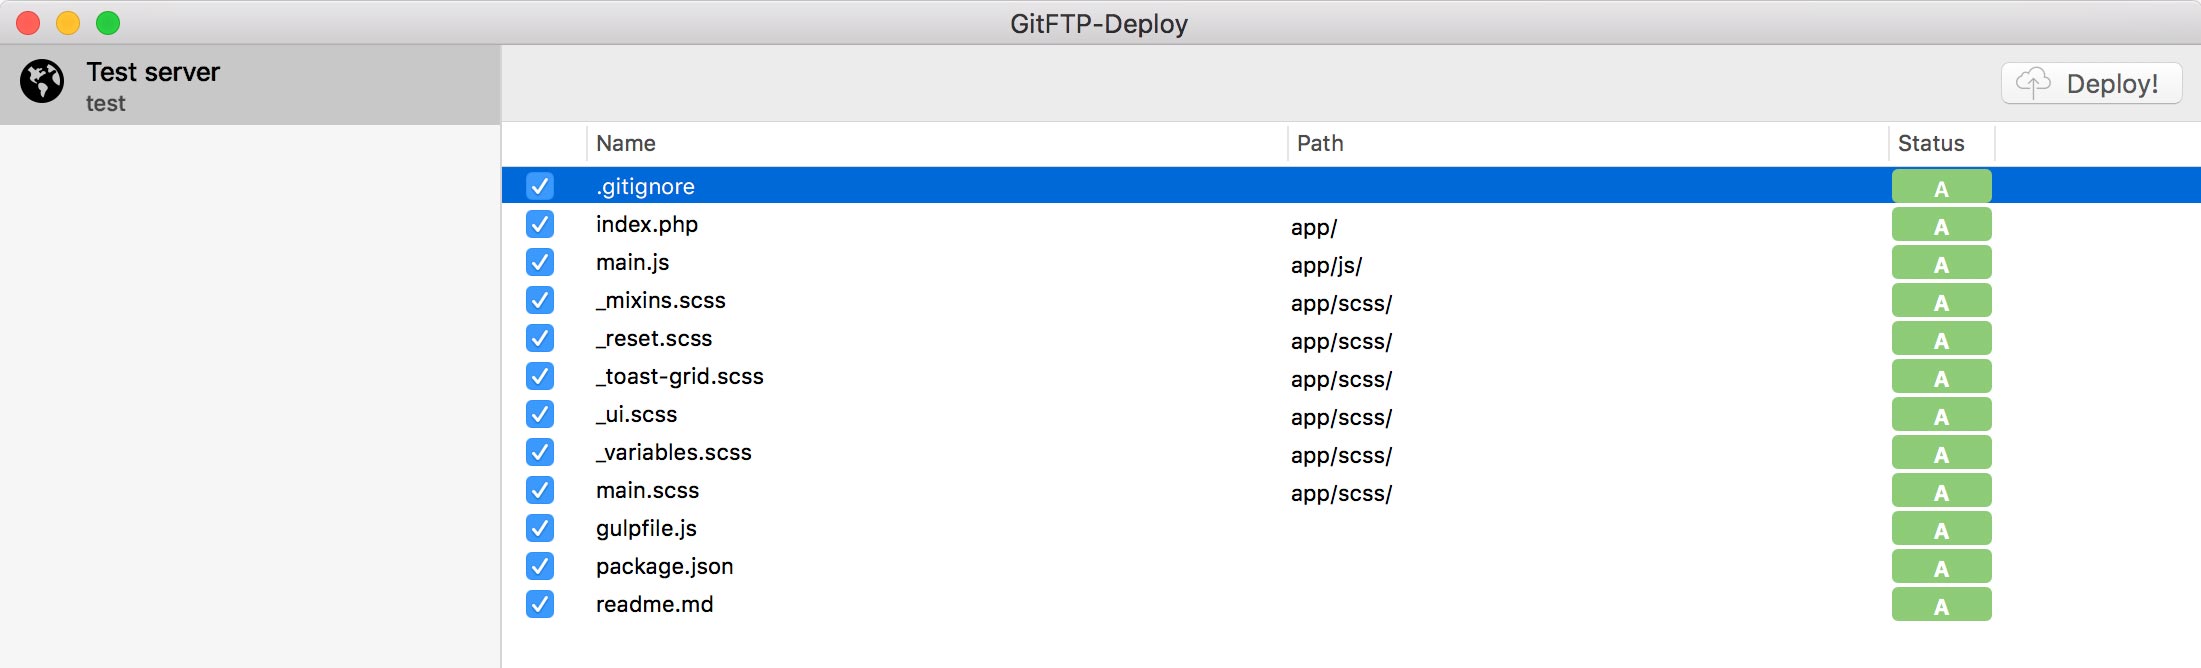 GitFTP-Deploy
Test server
test
Deploy!
Name Path Status
.gitignore A
index.php app/ A
main.js app/js/ A
_mixins.scss app/scss/ A
_reset.scss app/scss/ A
_toast-grid.scss app/scss/ A
_ui.scss app/scss/ A
_variables.scss app/scss/ A
main.scss app/scss/ A
gulpfile.js A
package.json A
readme.md A